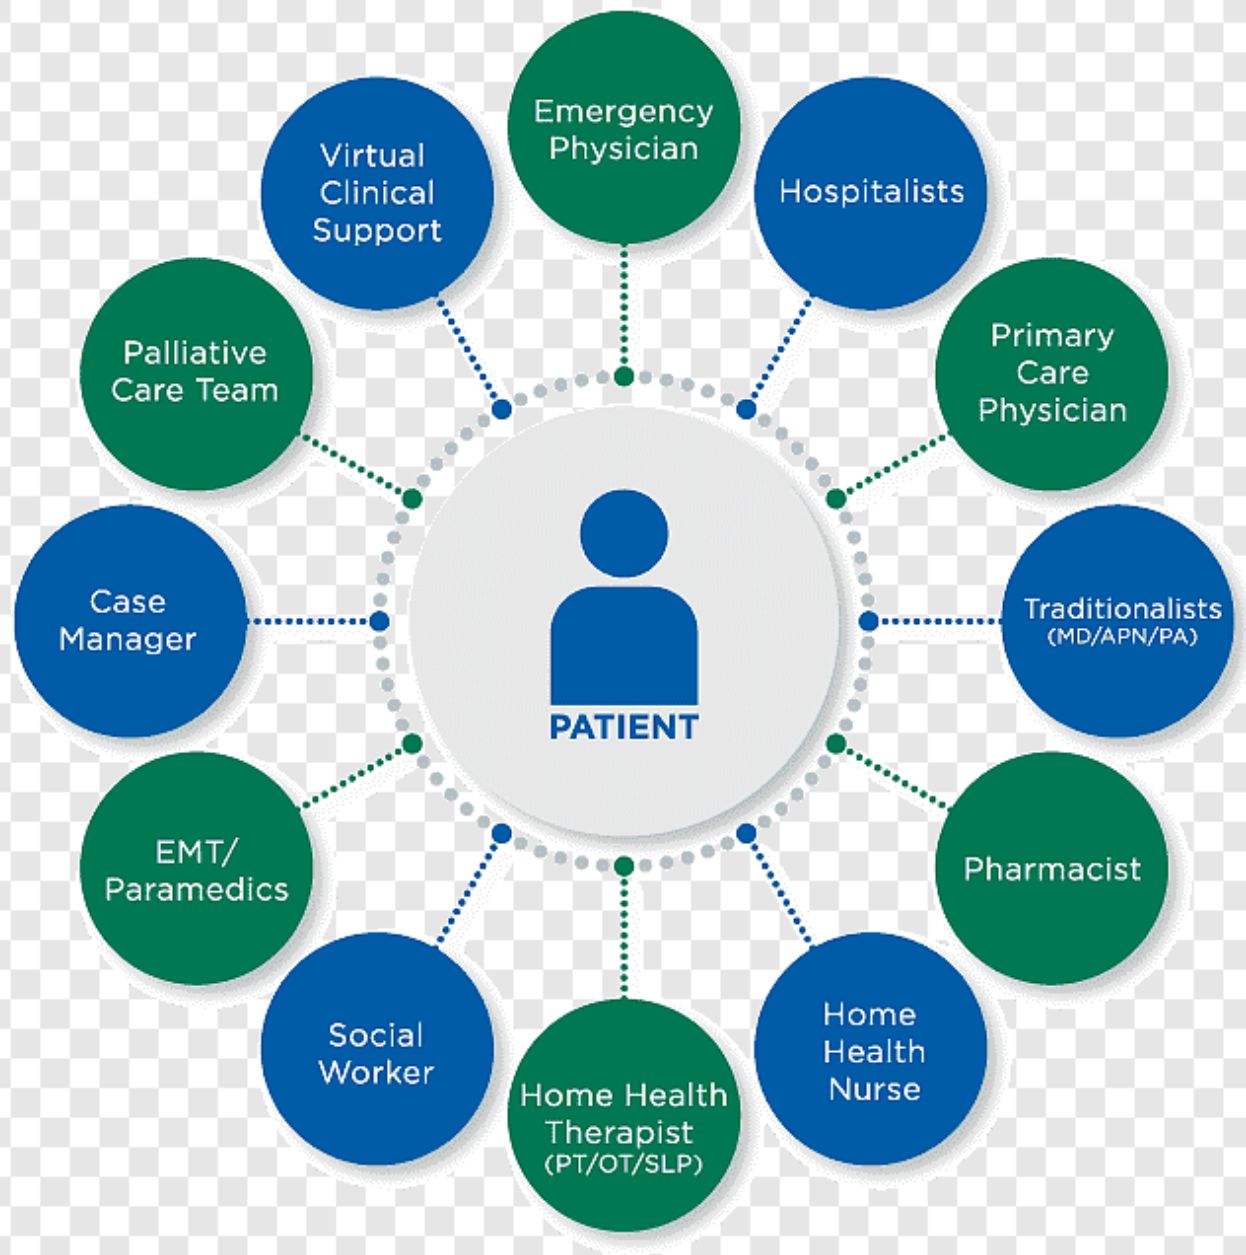 Emergency
Physician
Hospitalists
Primary
Care
Physician
Traditionalists
(MD/APN/PA)
Pharmacist
Home
Health
Nurse
Home Health
Therapist
(PT/OT/SLP)
Social
Worker
EMT/
Paramedics
Case
Manager
Palliative
Care Team
Virtual
Clinical
Support
PATIENT